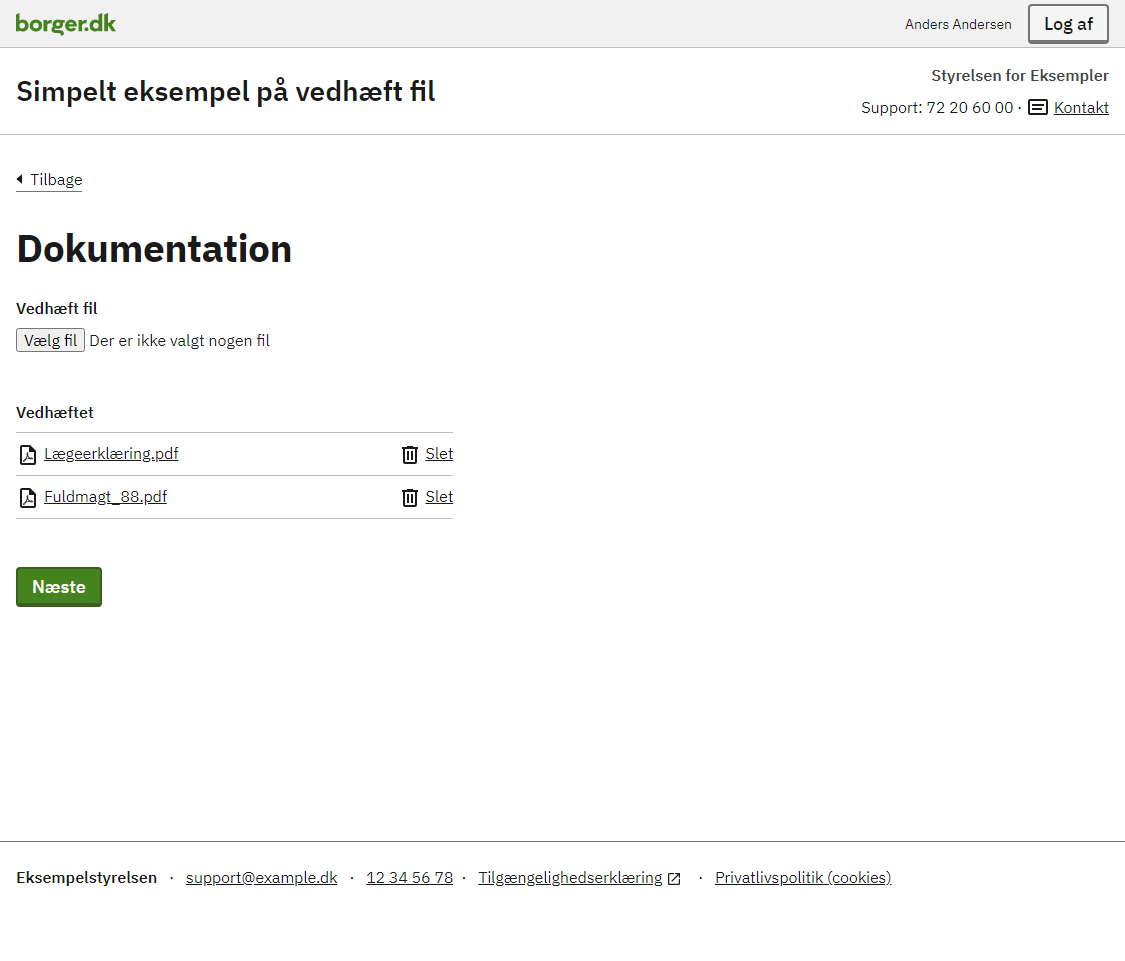 borger.dk
Anders Andersen
Log af
Simpelt eksempel på vedhæft fil
Styrelsen for Eksempler
Support: 72 20 60 00 · Kontakt
Tilbage
Dokumentation
Vedhæft fil
Vælg fil Der er ikke valgt nogen fil
Vedhæftet
Lægeerklæring.pdf Slet
Fuldmagt_88.pdf Slet
Næste
Eksempelstyrelsen · support@example.dk · 12 34 56 78 · Tilgængelighedserklæring · Privatlivspolitik (cookies)